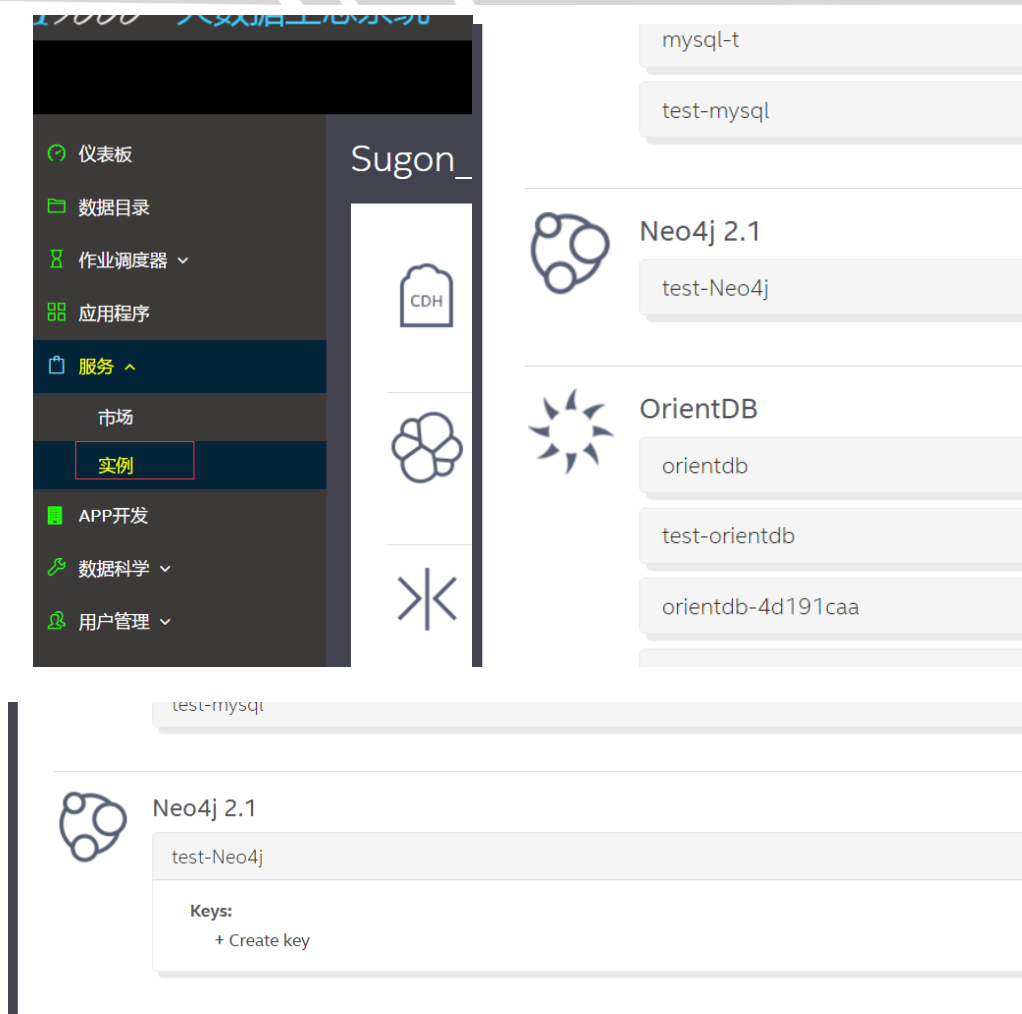 仪表板
数据目录
作业调度器
应用程序
服务
市场
实例
APP开发
数据科学
用户管理
Sugon_
CDH
mysql-t
test-mysql
Neo4j 2.1
test-Neo4j
OrientDB
orientdb
test-orientdb
orientdb-4d191caa
test-mysql
Neo4j 2.1
test-Neo4j
Keys:
+ Create key